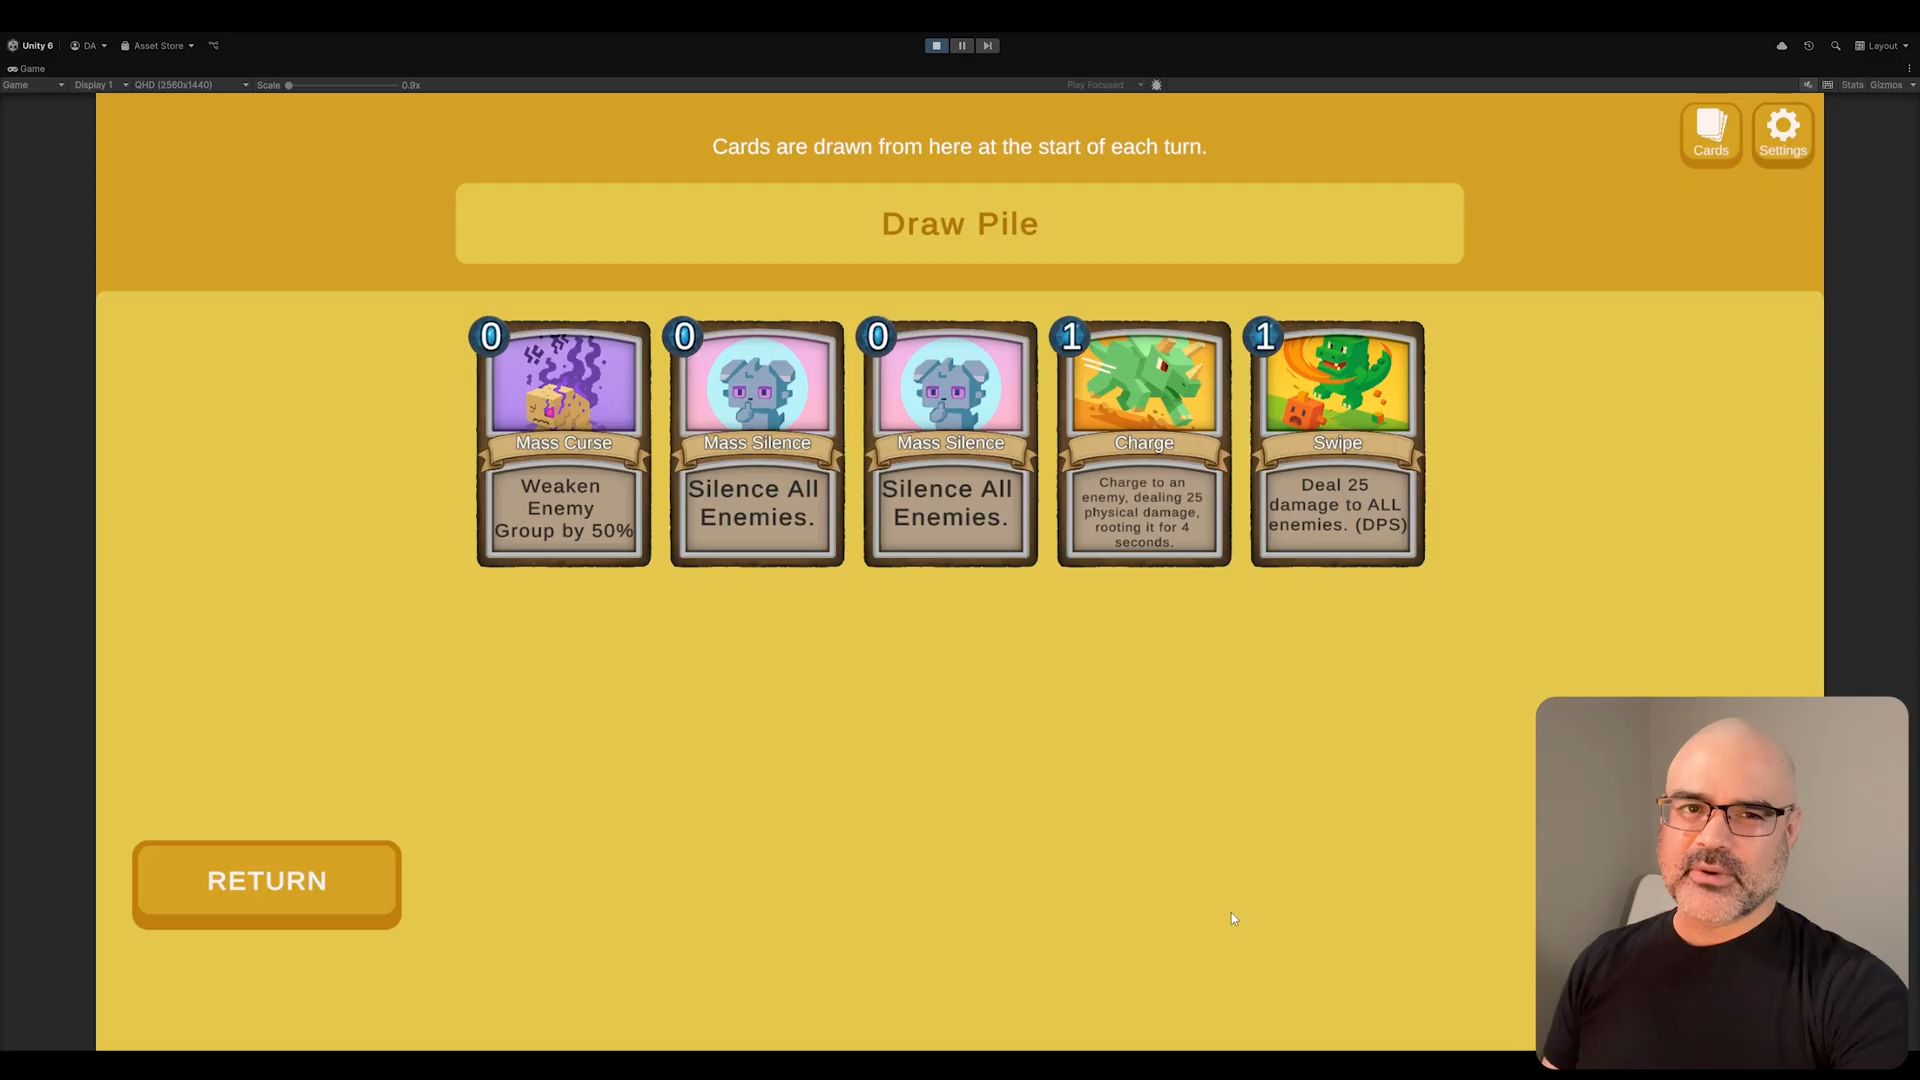 Unity 6
DA
Asset Store
Layout
Game
Game
Display 1
QHD (2560x1440)
Scale
0.9x
Play Focused
Stats
Gizmos
Cards are drawn from here at the start of each turn.
Cards
Settings
Draw Pile
0
0
0
1
1
Mass Curse
Mass Silence
Mass Silence
Charge
Swipe
Weaken
Enemy
Group by 50%
Silence All
Enemies.
Silence All
Enemies.
Charge to an
enemy, dealing 25
physical damage,
rooting it for 4
seconds.
Deal 25
damage to ALL
enemies. (DPS)
RETURN